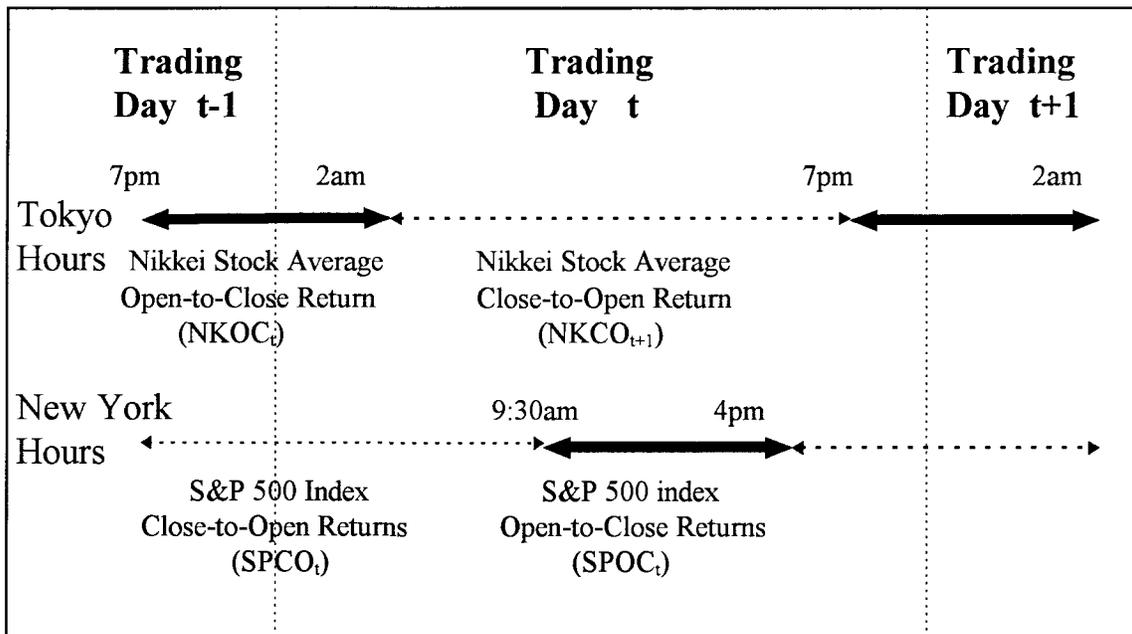 Trading Day t-1
Trading Day t
Trading Day t+1
7pm
2am
7pm
2am
Tokyo Hours
Nikkei Stock Average
Open-to-Close Return
(NKOCₜ)
Nikkei Stock Average
Close-to-Open Return
(NKCOₜ₊₁)
New York Hours
9:30am
4pm
S&P 500 Index
Close-to-Open Returns
(SPCOₜ)
S&P 500 index
Open-to-Close Returns
(SPOCₜ)